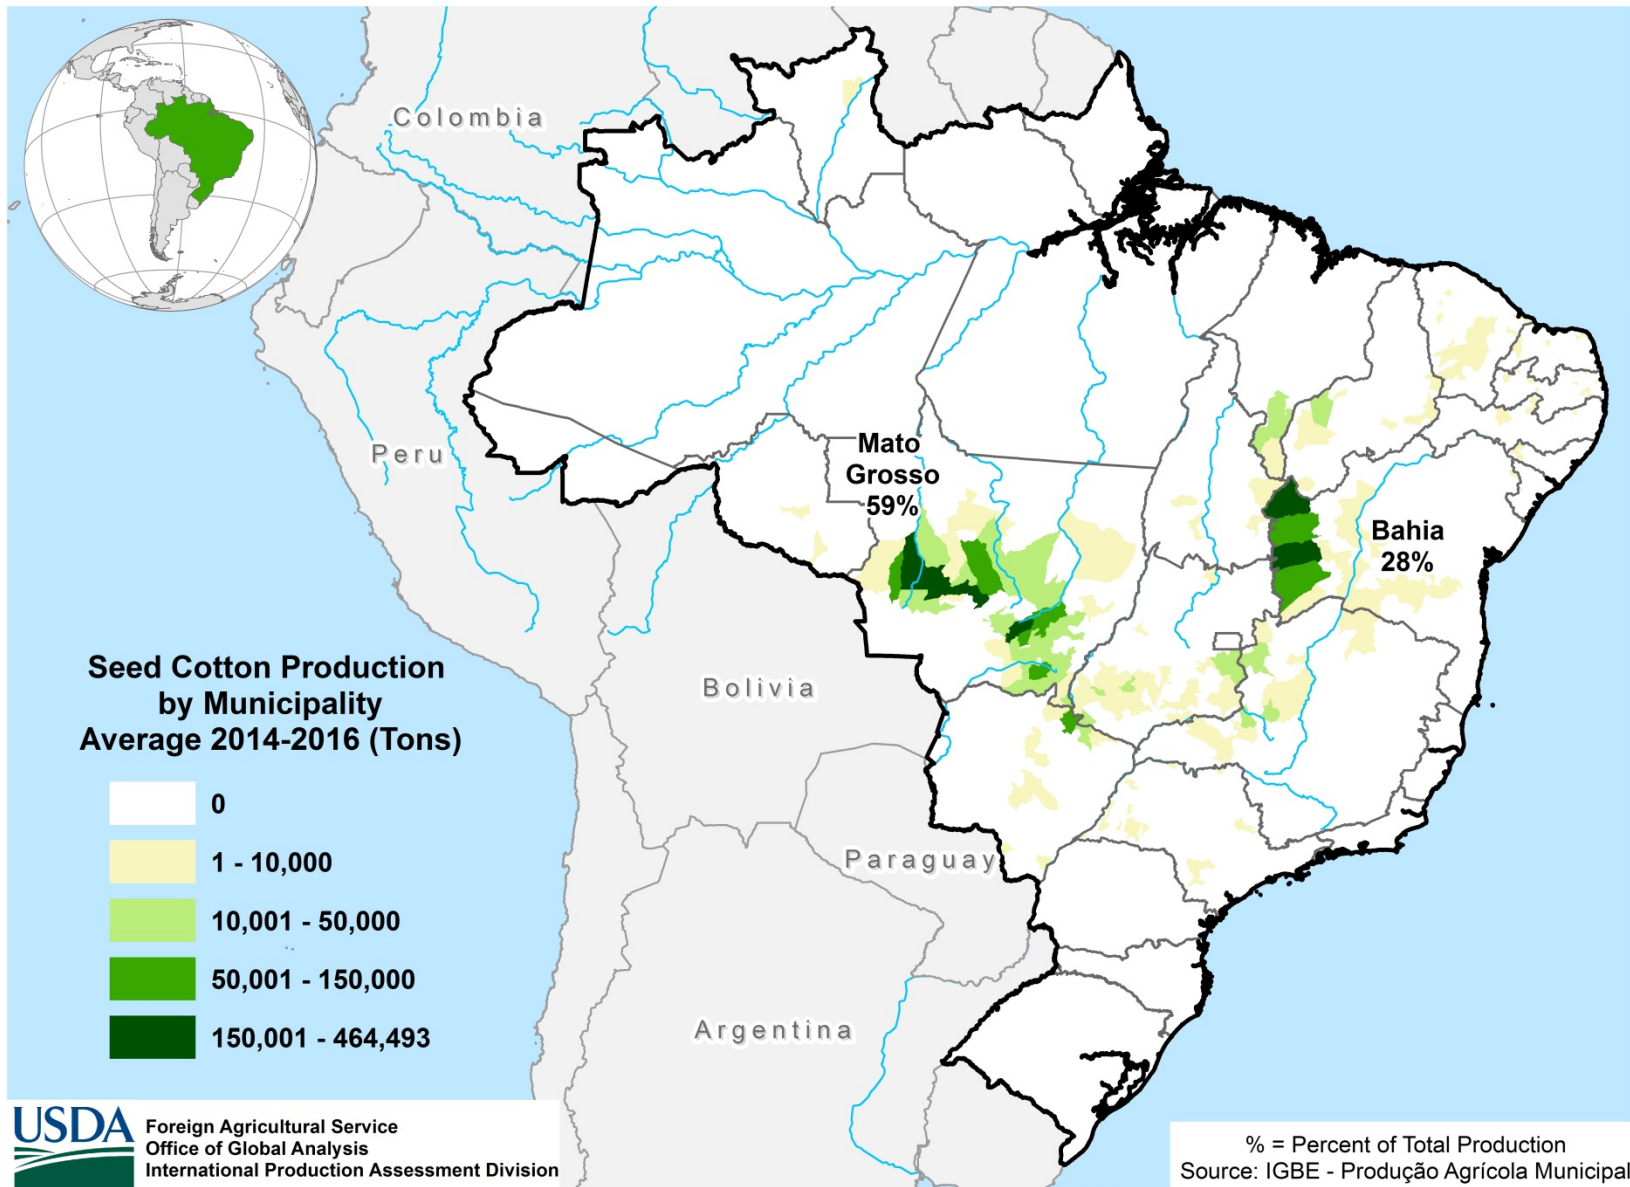 Colombia
Peru
Mato
Grosso
59%
Bahia
28%
Bolivia
Paraguay
Argentina
Seed Cotton Production
by Municipality
Average 2014-2016 (Tons)
0
1 - 10,000
10,001 - 50,000
50,001 - 150,000
150,001 - 464,493
USDA
Foreign Agricultural Service
Office of Global Analysis
International Production Assessment Division
% = Percent of Total Production
Source: IGBE - Produção Agrícola Municipal